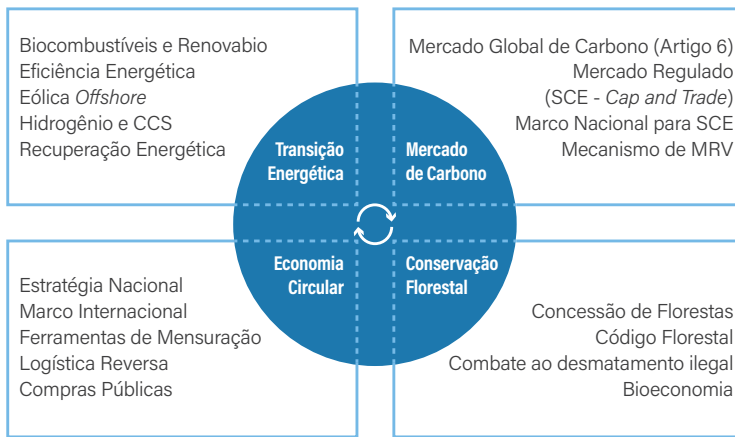 Biocombustíveis e Renovabio
Eficiência Energética
Eólica Offshore
Hidrogênio e CCS
Recuperação Energética
Transição
Energética
Mercado Global de Carbono (Artigo 6)
Mercado Regulado
(SCE - Cap and Trade)
Marco Nacional para SCE
Mecanismo de MRV
Mercado
de Carbono
Economia
Circular
Estratégia Nacional
Marco Internacional
Ferramentas de Mensuração
Logística Reversa
Compras Públicas
Conservação
Florestal
Concessão de Florestas
Código Florestal
Combate ao desmatamento ilegal
Bioeconomia